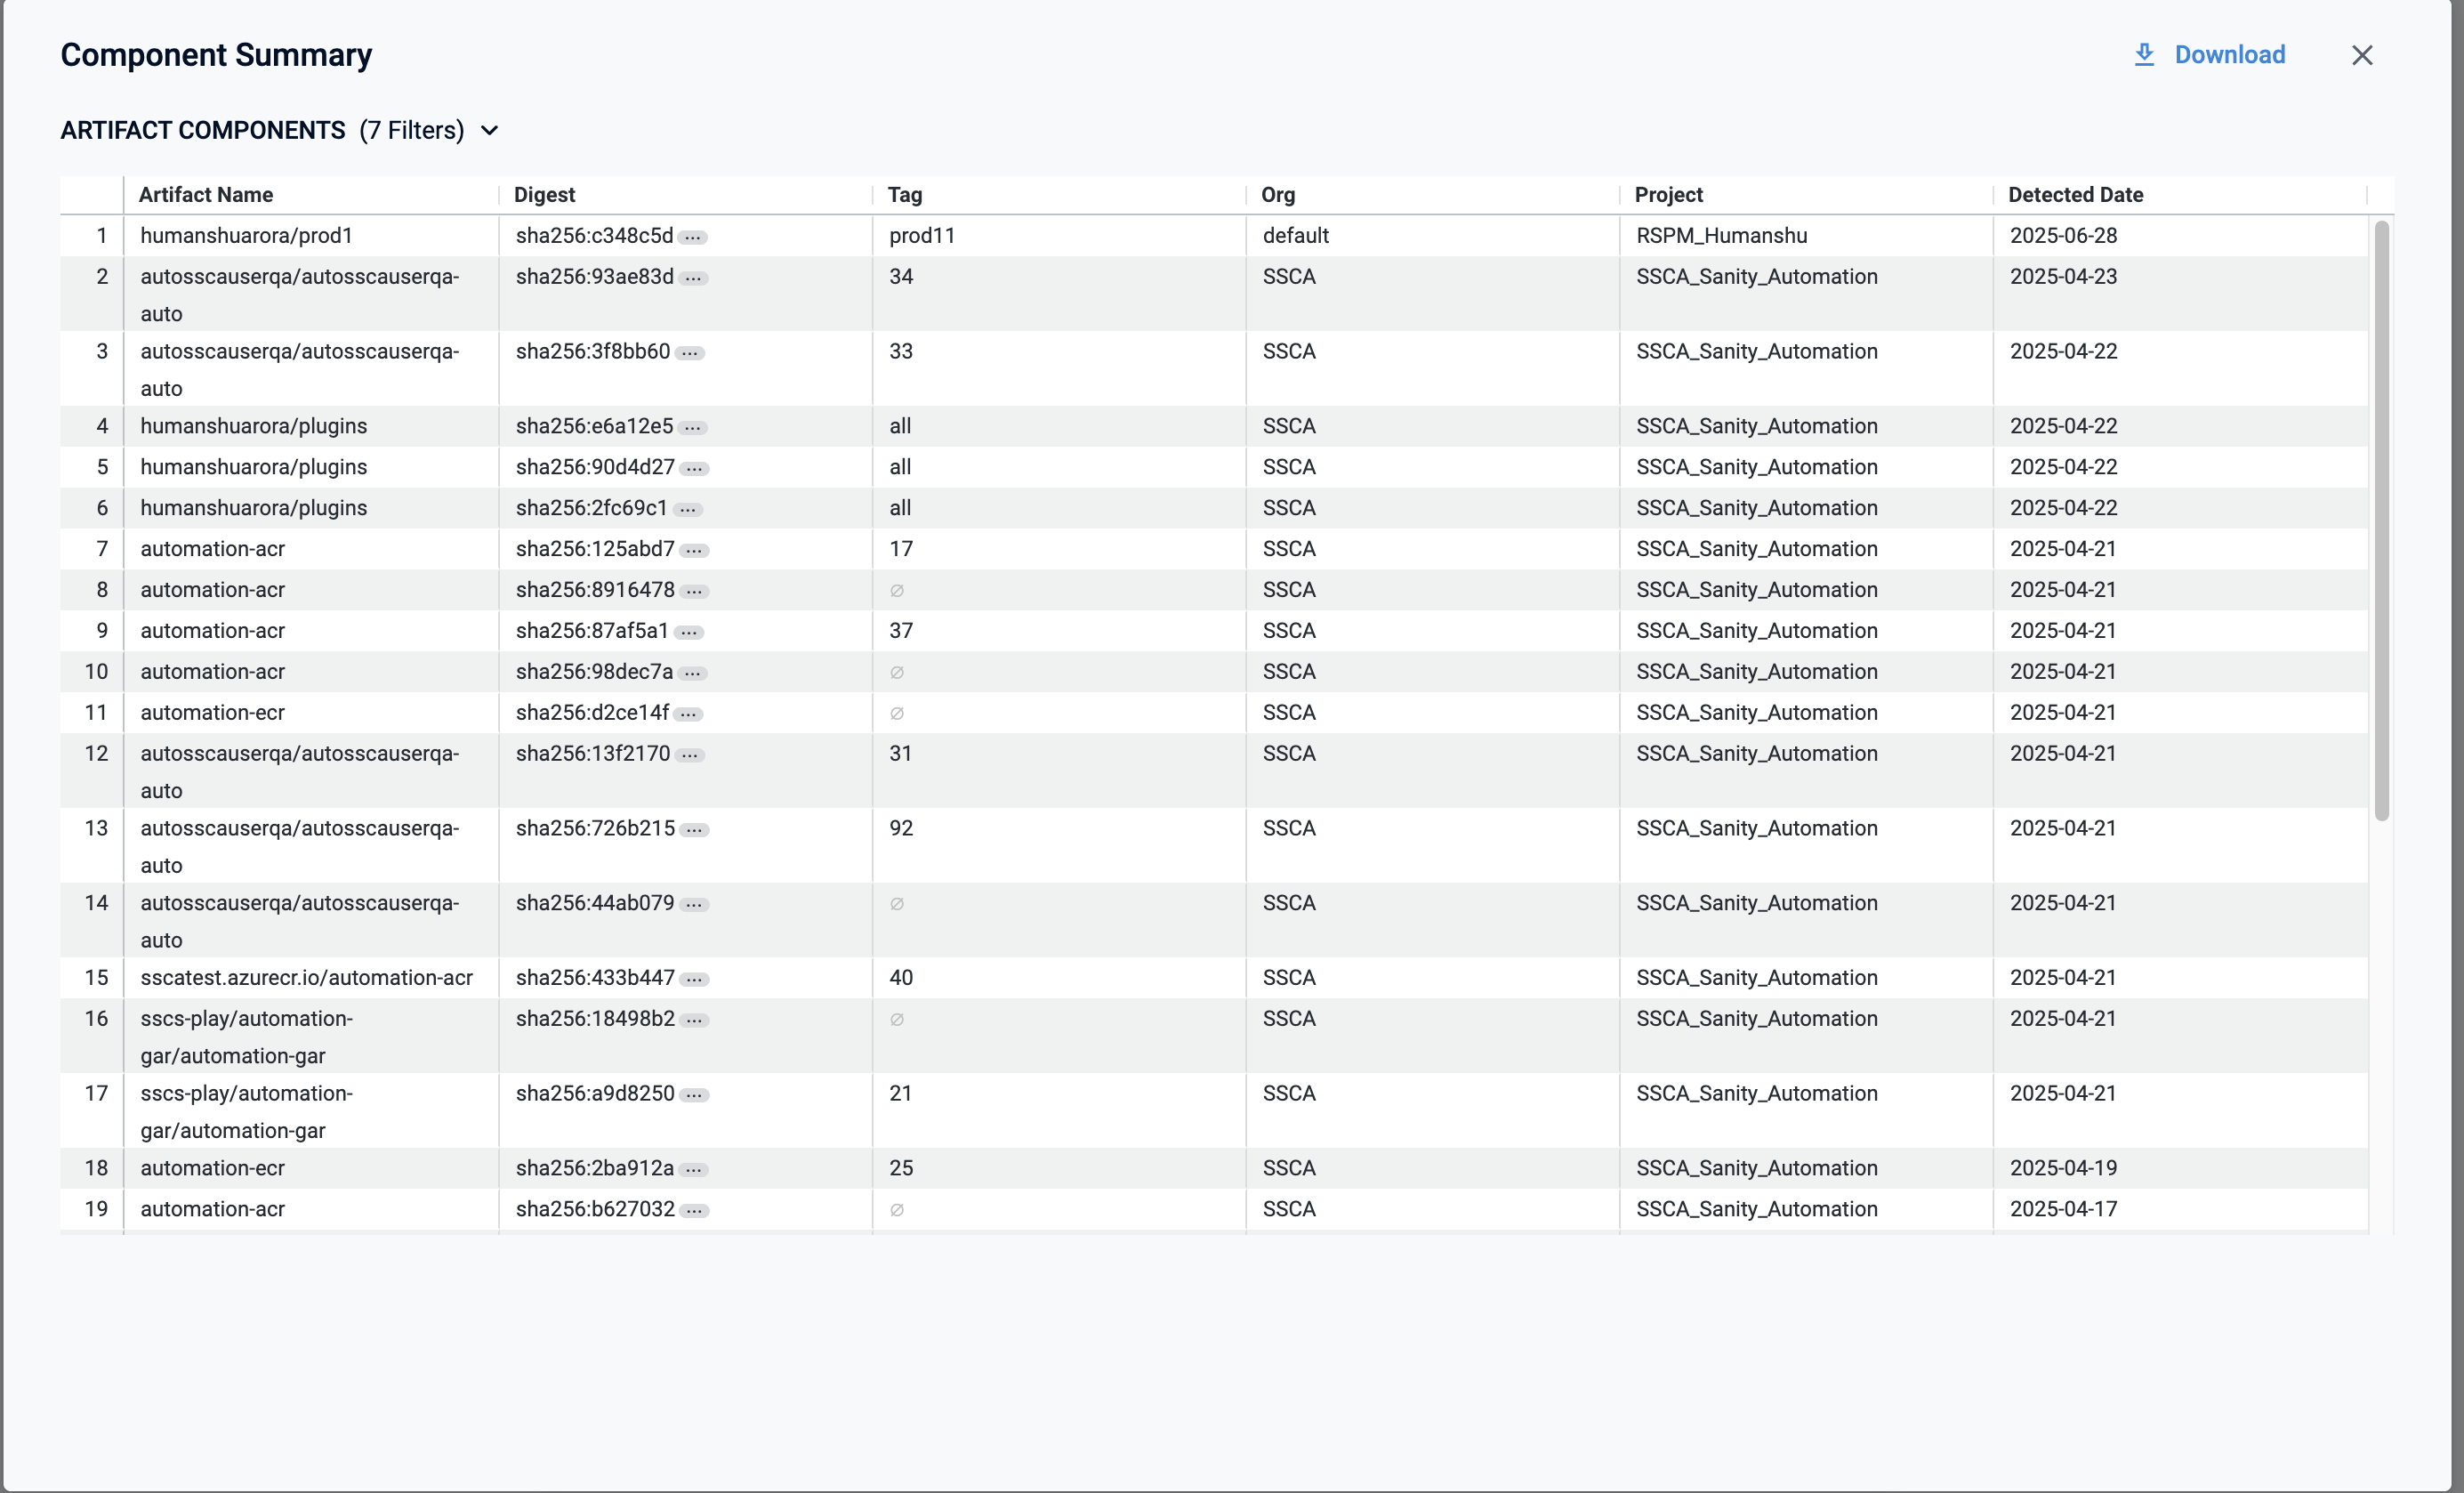 Component Summary
Download
ARTIFACT COMPONENTS (7 Filters)
Artifact Name Digest Tag Org Project Detected Date
1 humanshuarora/prod1 sha256:c348c5d ... prod11 default RSPM_Humanshu 2025-06-28
2 autosscauserqa/autosscauserqa- sha256:93ae83d ... 34 SSCA SSCA_Sanity_Automation 2025-04-23
auto
3 autosscauserqa/autosscauserqa- sha256:3f8bb60 ... 33 SSCA SSCA_Sanity_Automation 2025-04-22
auto
4 humanshuarora/plugins sha256:e6a12e5 ... all SSCA SSCA_Sanity_Automation 2025-04-22
5 humanshuarora/plugins sha256:90d4d27 ... all SSCA SSCA_Sanity_Automation 2025-04-22
6 humanshuarora/plugins sha256:2fc69c1 ... all SSCA SSCA_Sanity_Automation 2025-04-22
7 automation-acr sha256:125abd7 ... 17 SSCA SSCA_Sanity_Automation 2025-04-21
8 automation-acr sha256:8916478 ... ∅ SSCA SSCA_Sanity_Automation 2025-04-21
9 automation-acr sha256:87af5a1 ... 37 SSCA SSCA_Sanity_Automation 2025-04-21
10 automation-acr sha256:98dec7a ... ∅ SSCA SSCA_Sanity_Automation 2025-04-21
11 automation-ecr sha256:d2ce14f ... ∅ SSCA SSCA_Sanity_Automation 2025-04-21
12 autosscauserqa/autosscauserqa- sha256:13f2170 ... 31 SSCA SSCA_Sanity_Automation 2025-04-21
auto
13 autosscauserqa/autosscauserqa- sha256:726b215 ... 92 SSCA SSCA_Sanity_Automation 2025-04-21
auto
14 autosscauserqa/autosscauserqa- sha256:44ab079 ... ∅ SSCA SSCA_Sanity_Automation 2025-04-21
auto
15 sscatest.azurecr.io/automation-acr sha256:433b447 ... 40 SSCA SSCA_Sanity_Automation 2025-04-21
16 sscs-play/automation- sha256:18498b2 ... ∅ SSCA SSCA_Sanity_Automation 2025-04-21
gar/automation-gar
17 sscs-play/automation- sha256:a9d8250 ... 21 SSCA SSCA_Sanity_Automation 2025-04-21
gar/automation-gar
18 automation-ecr sha256:2ba912a ... 25 SSCA SSCA_Sanity_Automation 2025-04-19
19 automation-acr sha256:b627032 ... ∅ SSCA SSCA_Sanity_Automation 2025-04-17